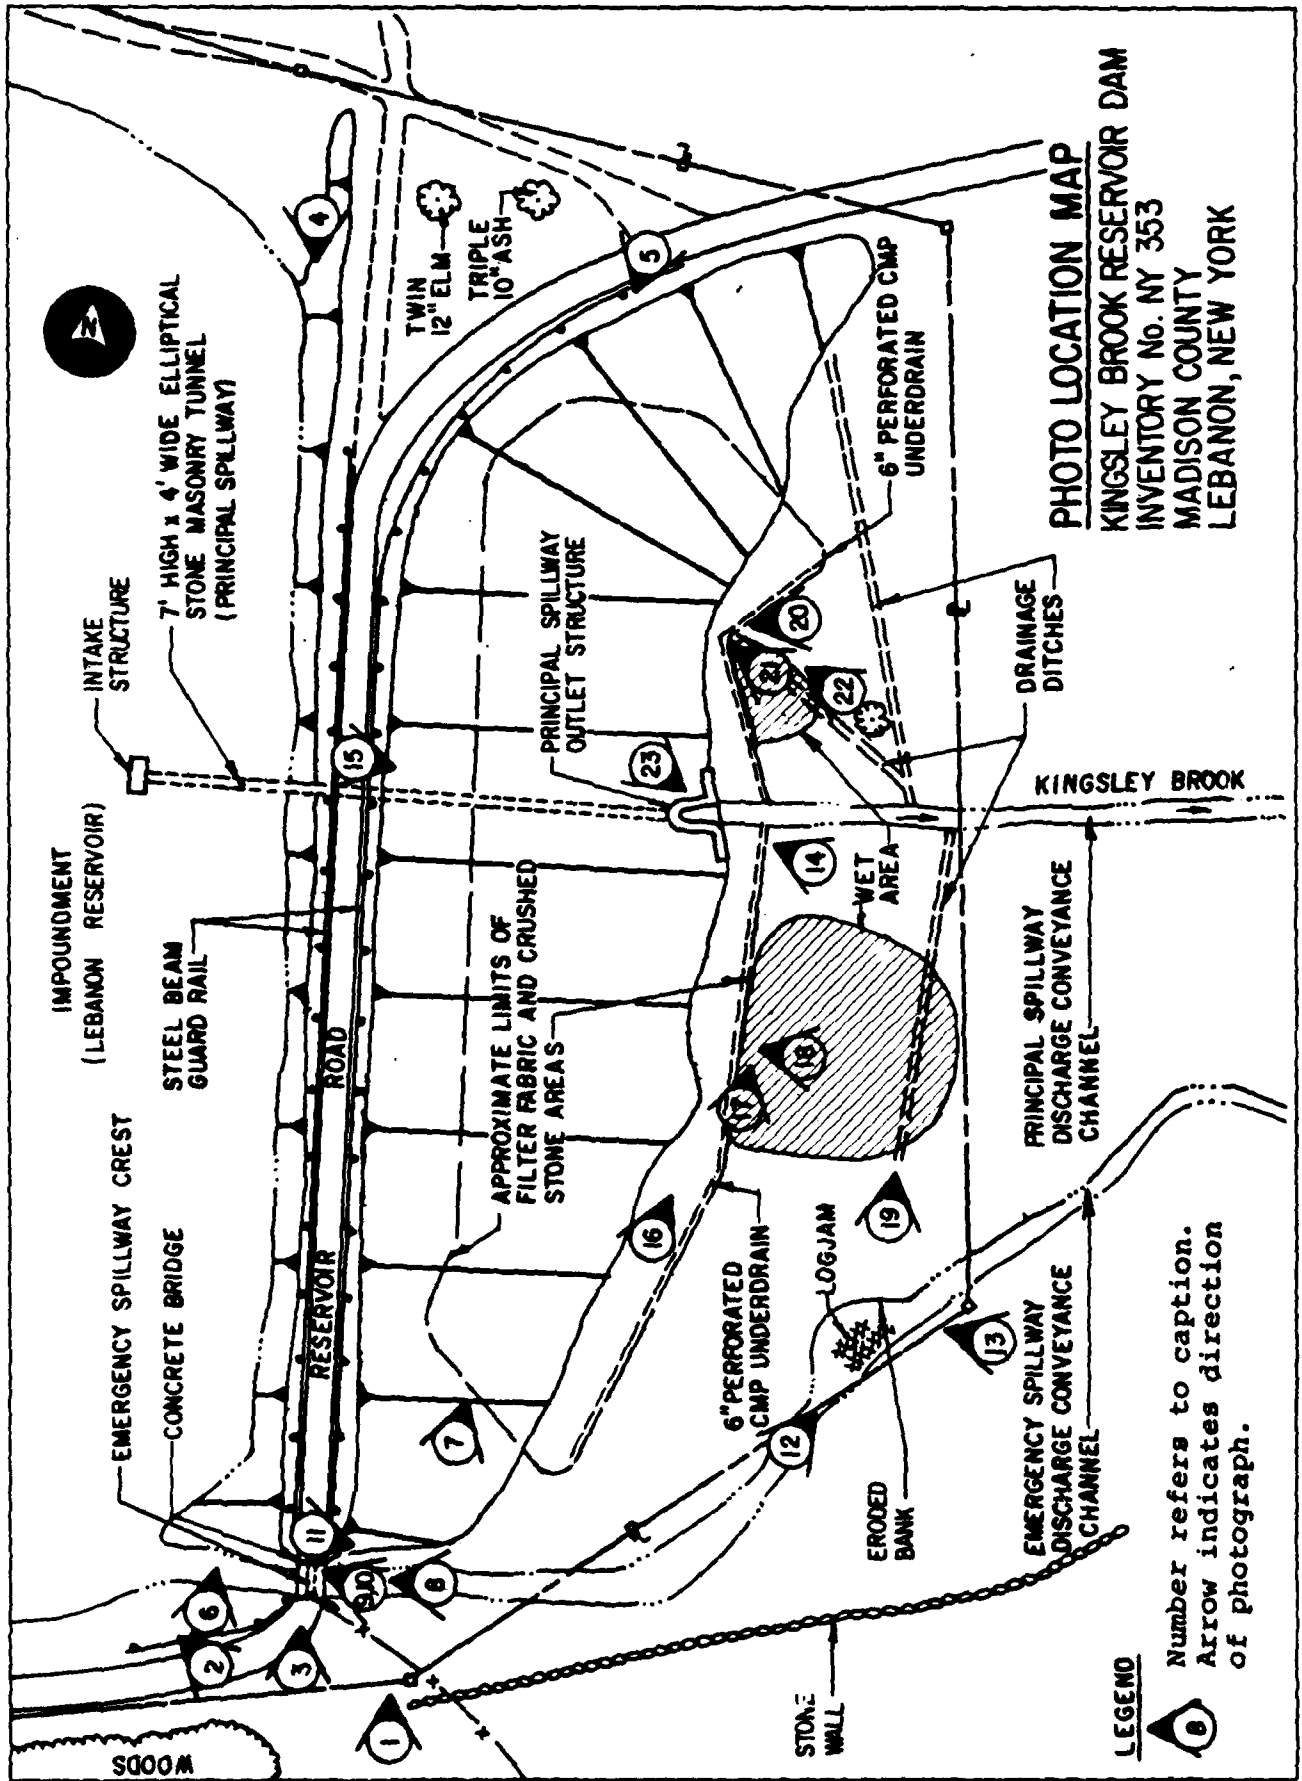 PHOTO LOCATION MAP
KINGSLEY BROOK RESERVOIR DAM
INVENTORY No. NY 353
MADISON COUNTY
LEBANON, NEW YORK
N
IMPOUNDMENT
(LEBANON RESERVOIR)
INTAKE
STRUCTURE
7' HIGH x 4' WIDE ELLIPTICAL
STONE MASONRY TUNNEL
(PRINCIPAL SPILLWAY)
EMERGENCY SPILLWAY CREST
CONCRETE BRIDGE
STEEL BEAM
GUARD RAIL
RESERVOIR
ROAD
TWIN
12" ELM
TRIPLE
10" ASH
APPROXIMATE LIMITS OF
FILTER FABRIC AND CRUSHED
STONE AREAS
PRINCIPAL SPILLWAY
OUTLET STRUCTURE
6" PERFORATED CMP
UNDERDRAIN
6" PERFORATED
CMP UNDERDRAIN
WET
AREA
DRAINAGE
DITCHES
KINGSLEY BROOK
LOGJAM
ERODED
BANK
PRINCIPAL SPILLWAY
DISCHARGE CONVEYANCE
CHANNEL
EMERGENCY SPILLWAY
DISCHARGE CONVEYANCE
CHANNEL
STONE
WALL
WOODS
1
2
3
4
5
6
7
8
9,10
11
12
13
14
15
16
17
18
19
20
21
22
23
LEGEND
8
Number refers to caption.
Arrow indicates direction
of photograph.